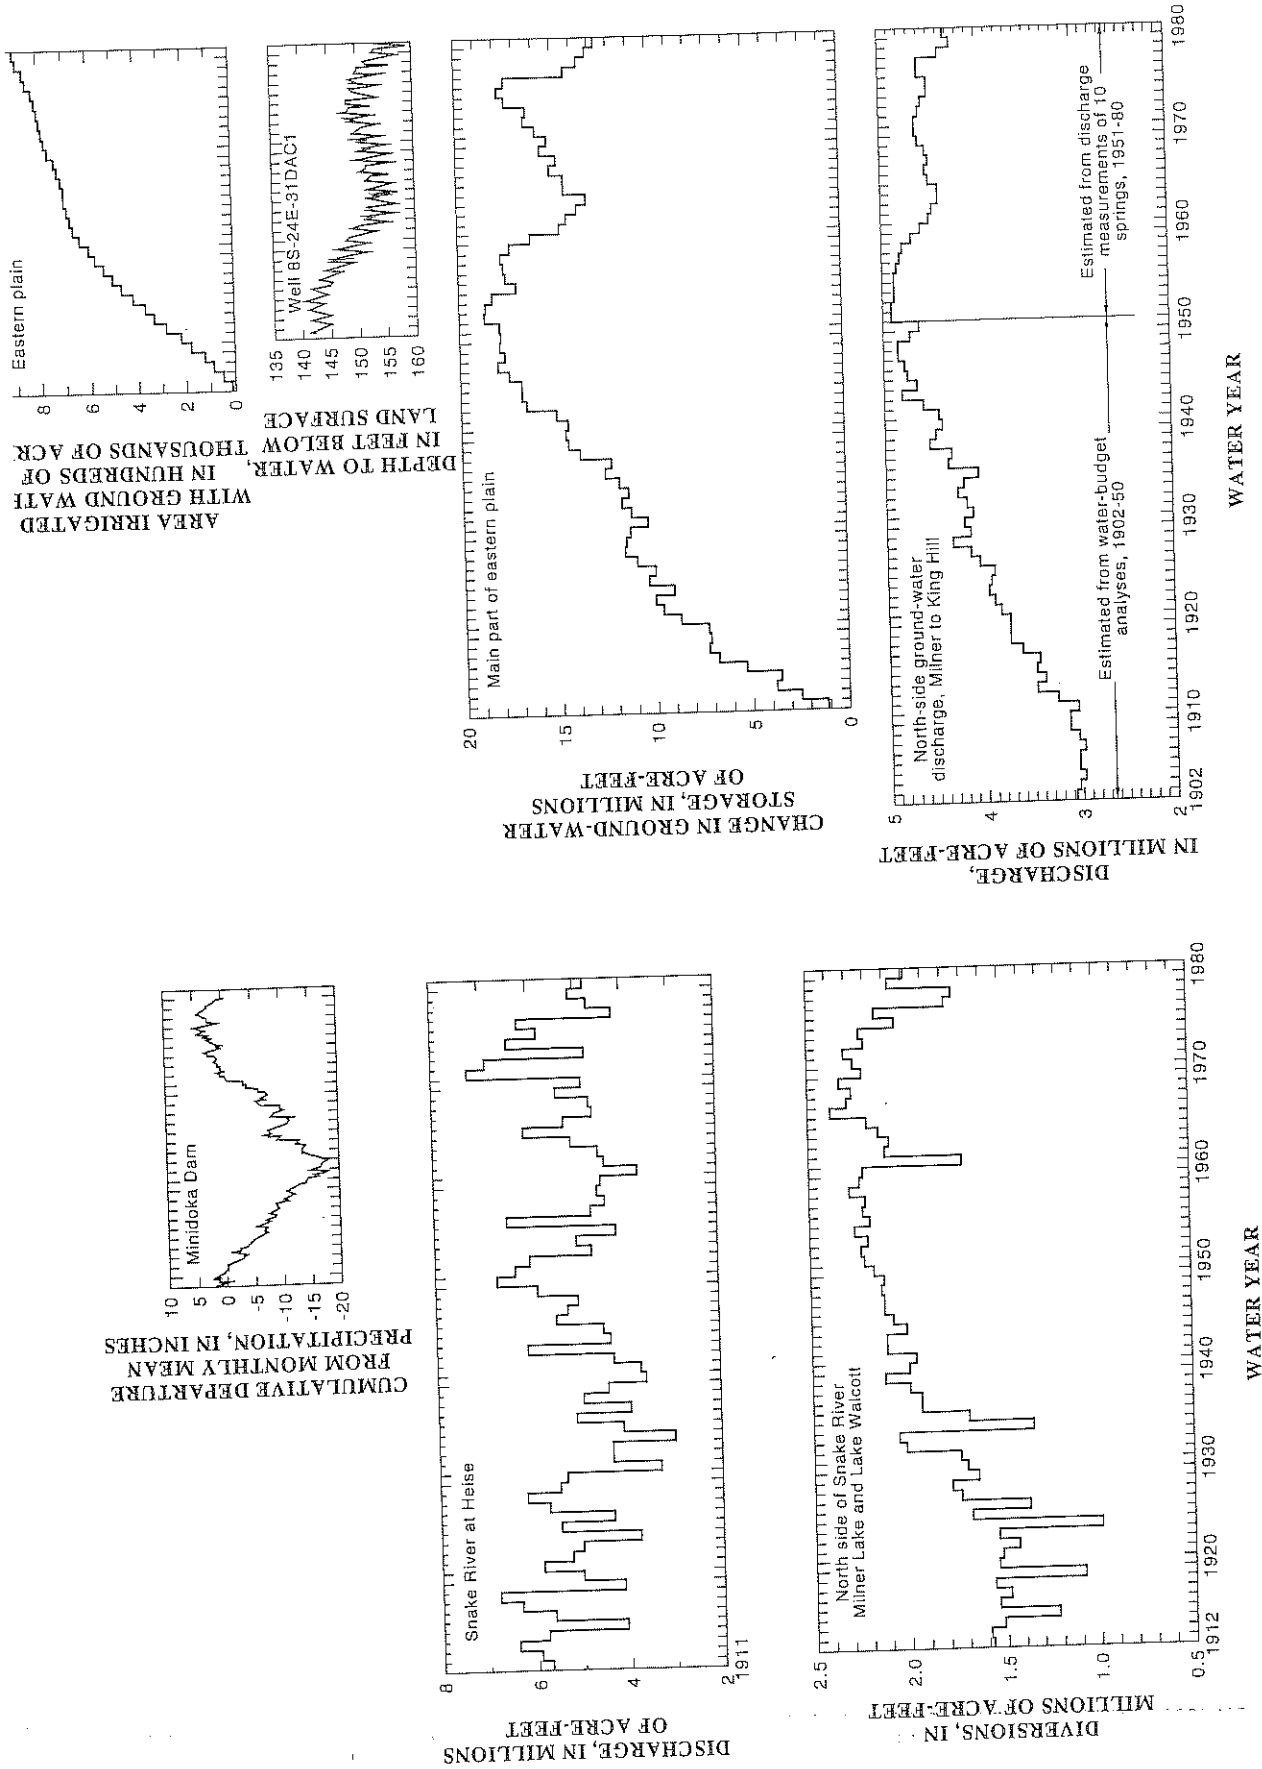 CUMULATIVE DEPARTURE
FROM MONTHLY MEAN
PRECIPITATION, IN INCHES
10
5
0
-5
-10
-15
-20
Minidoka Dam
DISCHARGE, IN MILLIONS
OF ACRE-FEET
8
6
4
2
Snake River at Heise
1911
DIVERSIONS, IN
MILLIONS OF ACRE-FEET
2.5
2.0
1.5
1.0
0.5
North side of Snake River
Milner Lake and Lake Walcott
1912
1920
1930
1940
1950
1960
1970
1980
WATER YEAR
AREA IRRIGATED
WITH GROUND WATE
IN HUNDREDS OF
THOUSANDS OF ACR
8
6
4
2
0
Eastern plain
DEPTH TO WATER,
IN FEET BELOW
LAND SURFACE
135
140
145
150
155
160
Well 8S-24E-31DAC1
CHANGE IN GROUND-WATER
STORAGE, IN MILLIONS
OF ACRE-FEET
20
15
10
5
0
Main part of eastern plain
DISCHARGE,
IN MILLIONS OF ACRE-FEET
5
4
3
2
North-side ground-water
discharge, Milner to King Hill
Estimated from water-budget
analyses, 1902-50
Estimated from discharge
measurements of 10
springs, 1951-80
1902
1910
1920
1930
1940
1950
1960
1970
1980
WATER YEAR